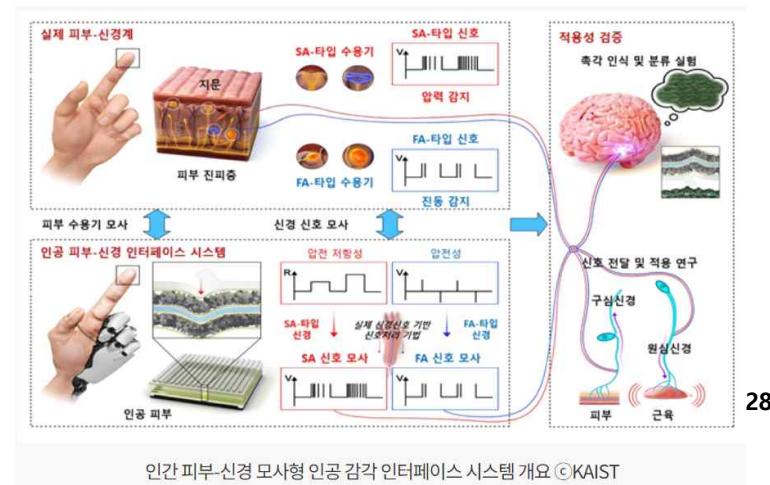 실제 피부-신경계
지문
피부 진피층
SA-타입 수용기
FA-타입 수용기
SA-타입 신호
V
압력 감지
FA-타입 신호
V
진동 감지
피부 수용기 모사
신경 신호 모사
인공 피부-신경 인터페이스 시스템
인공 피부
압전 저항성
R
압전성
V
SA-타입
신경
실제 신경신호 기반
신호처리 기법
FA-타입
신경
SA 신호 모사
V
FA 신호 모사
V
적용성 검증
촉각 인식 및 분류 실험
신호 전달 및 적용 연구
구심신경
원심신경
피부
근육
28
인간 피부-신경 모사형 인공 감각 인터페이스 시스템 개요 ⓒKAIST